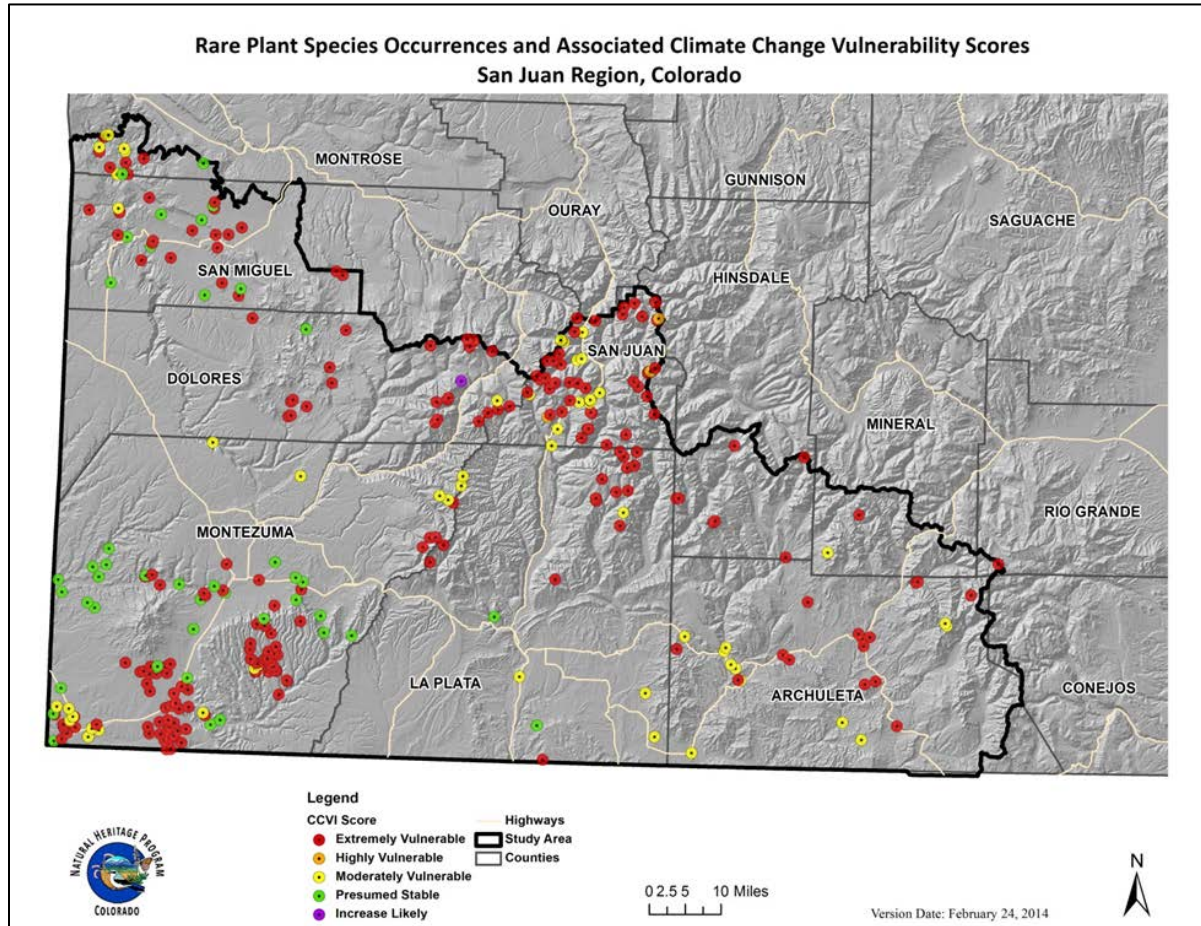 Rare Plant Species Occurrences and Associated Climate Change Vulnerability Scores
San Juan Region, Colorado
MONTROSE
GUNNISON
OURAY
SAGUACHE
SAN MIGUEL
HINSDALE
SAN JUAN
DOLORES
MINERAL
RIO GRANDE
MONTEZUMA
LA PLATA
ARCHULETA
CONEJOS
Legend
CCVI Score
Extremely Vulnerable
Highly Vulnerable
Moderately Vulnerable
Presumed Stable
Increase Likely
Highways
Study Area
Counties
NATURAL HERITAGE PROGRAM
COLORADO
0 2.5 5 10 Miles
Version Date: February 24, 2014
N